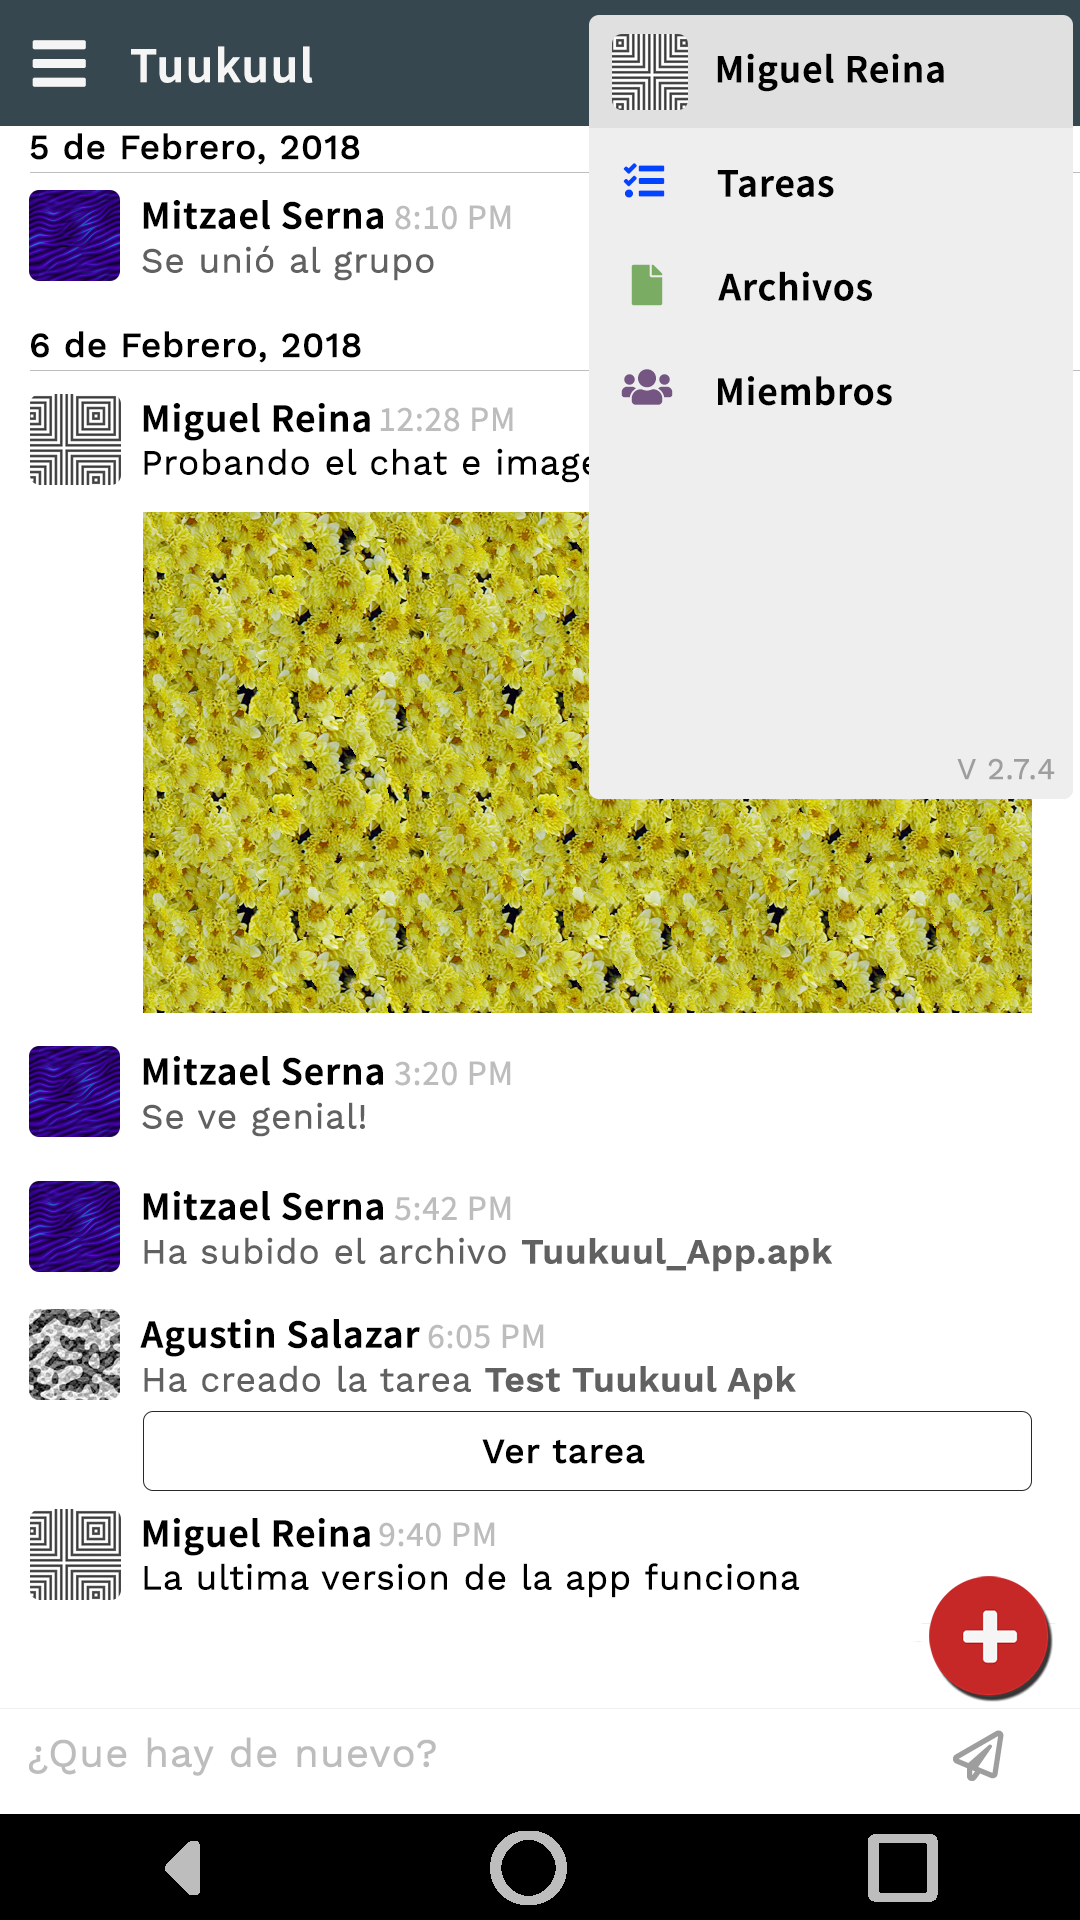 Tuukuul
Miguel Reina
Tareas
Archivos
Miembros
V 2.7.4
5 de Febrero, 2018
Mitzael Serna 8:10 PM
Se unió al grupo
6 de Febrero, 2018
Miguel Reina 12:28 PM
Probando el chat e
Mitzael Serna 3:20 PM
Se ve genial!
Mitzael Serna 5:42 PM
Ha subido el archivo Tuukuul_App.apk
Agustin Salazar 6:05 PM
Ha creado la tarea Test Tuukuul Apk
Ver tarea
Miguel Reina 9:40 PM
La ultima version de la app funciona
¿Que hay de nuevo?